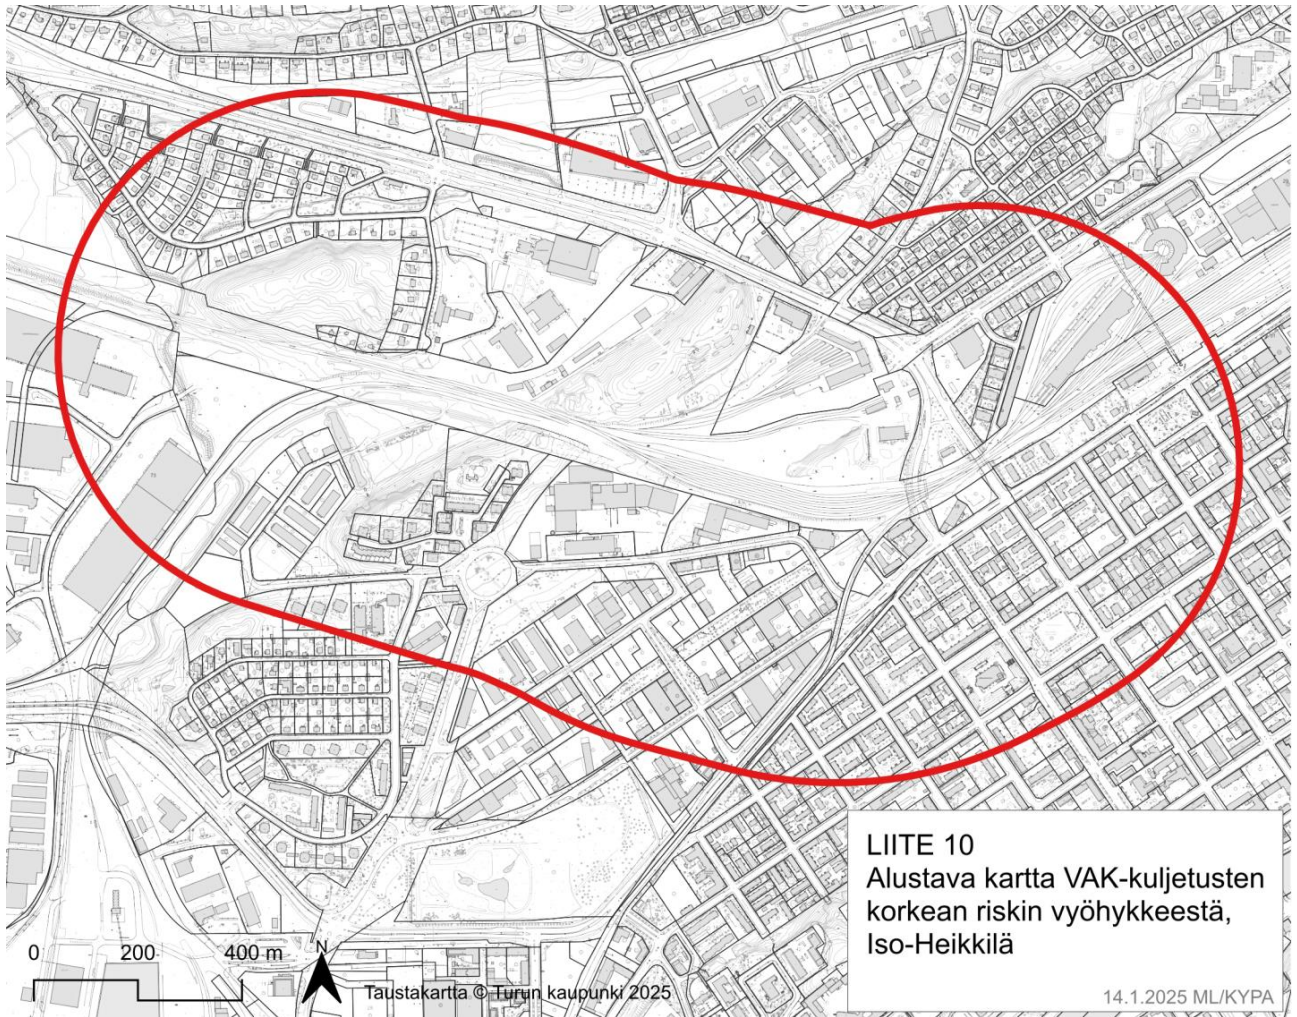 LIITE 10
Alustava kartta VAK-kuljetusten
korkean riskin vyöhykkeestä,
Iso-Heikkilä
14.1.2025 ML/KYPA
0 200 400 m
N
Taustakartta © Turun kaupunki 2025